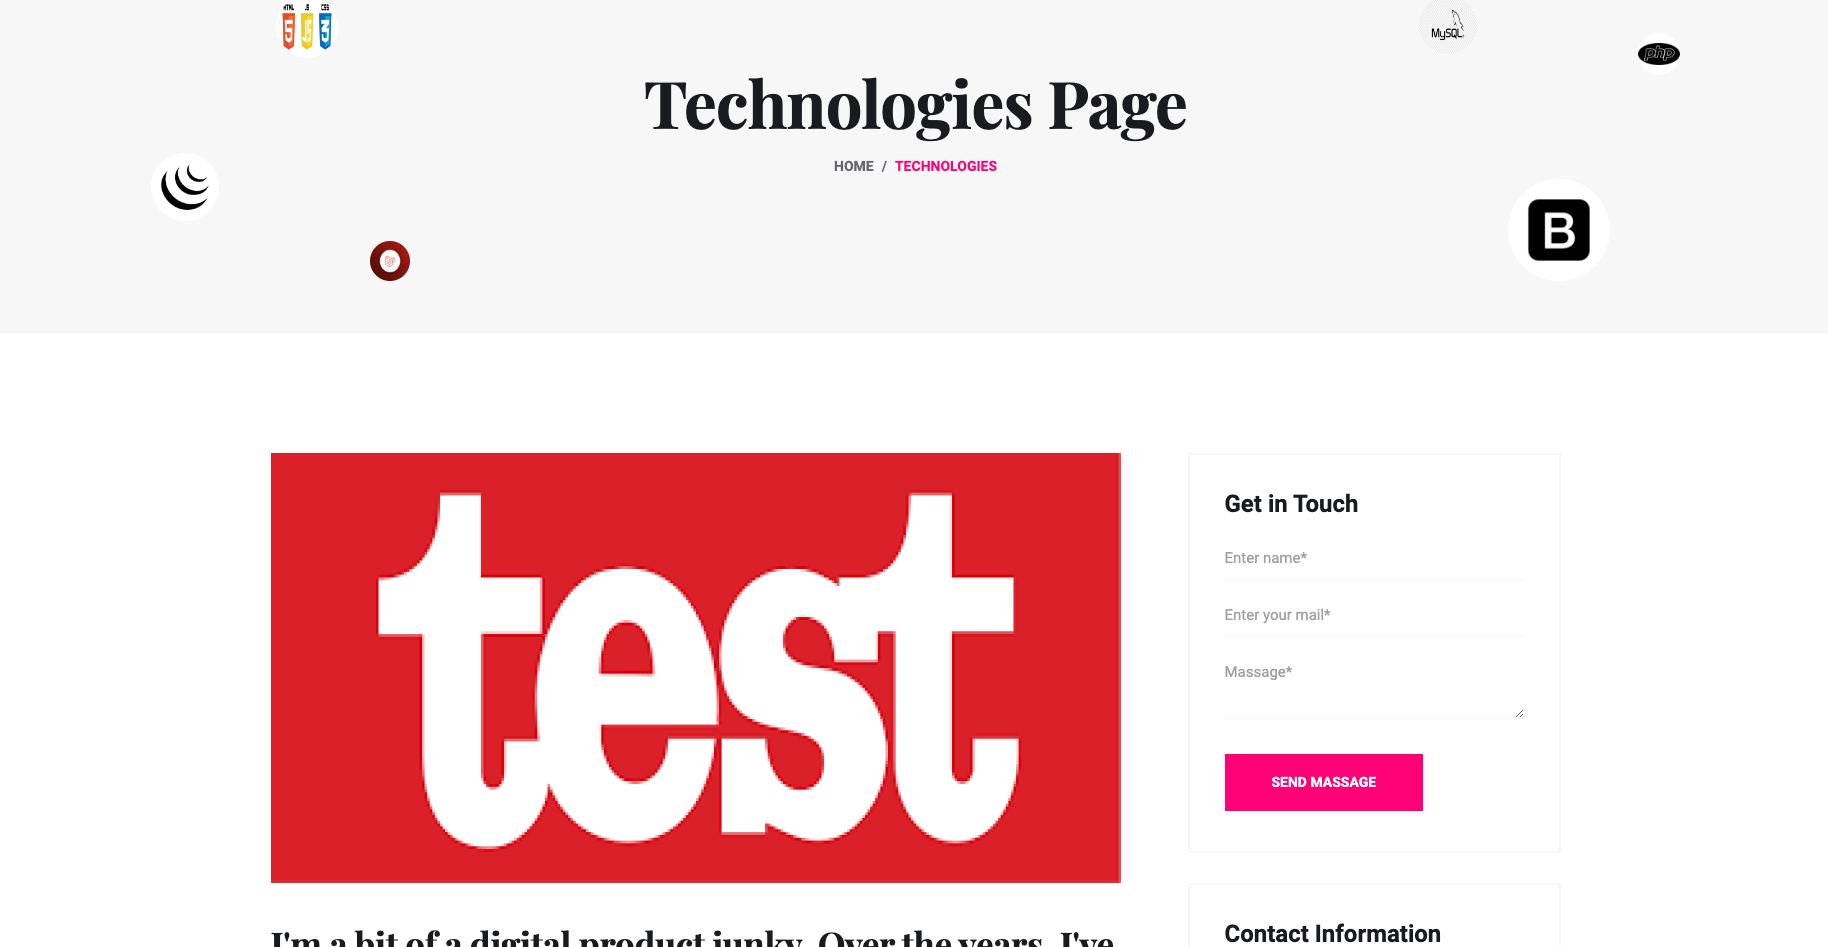 HTML JS CSS
5 JS 3
MySQL
php
Technologies Page
HOME / TECHNOLOGIES
B
test
Get in Touch
Enter name*
Enter your mail*
Massage*
SEND MASSAGE
I'm a bit of a digital product junky. Over the years, I've
Contact Information